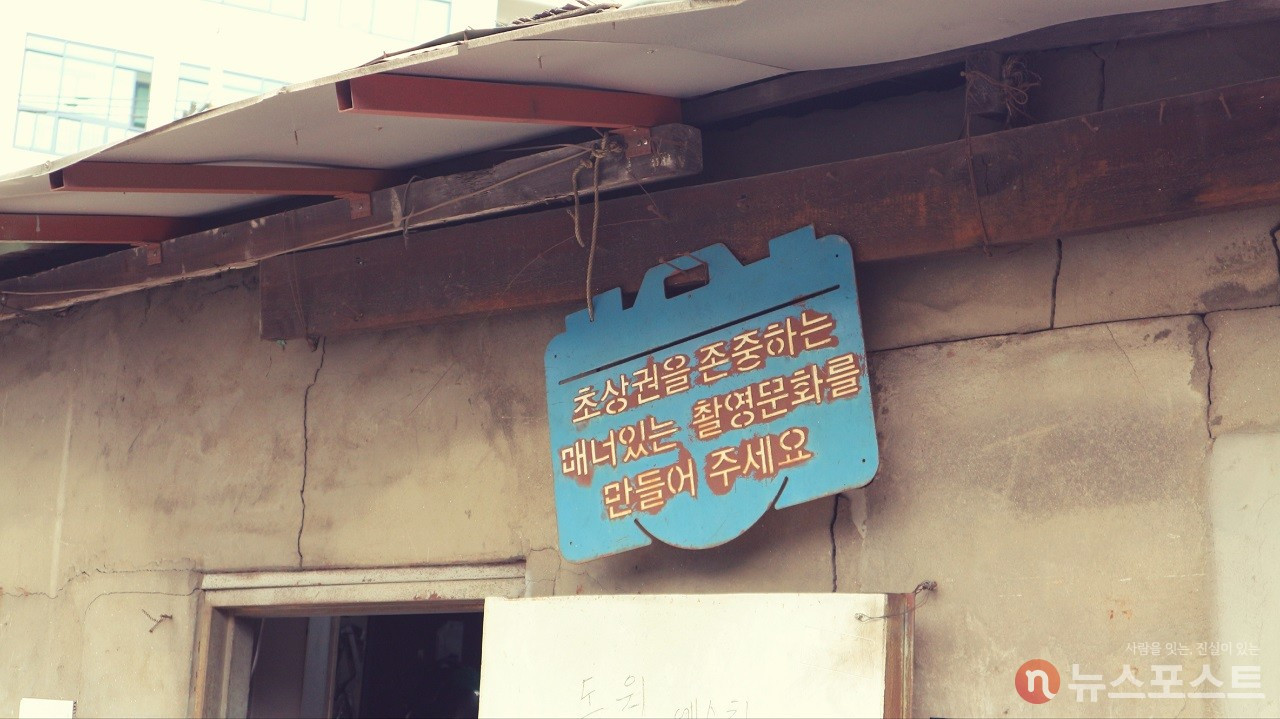 초상권을 존중하는
매너있는 촬영문화를
만들어 주세요
사람을 잇는, 진실이 있는
n 뉴스포스트